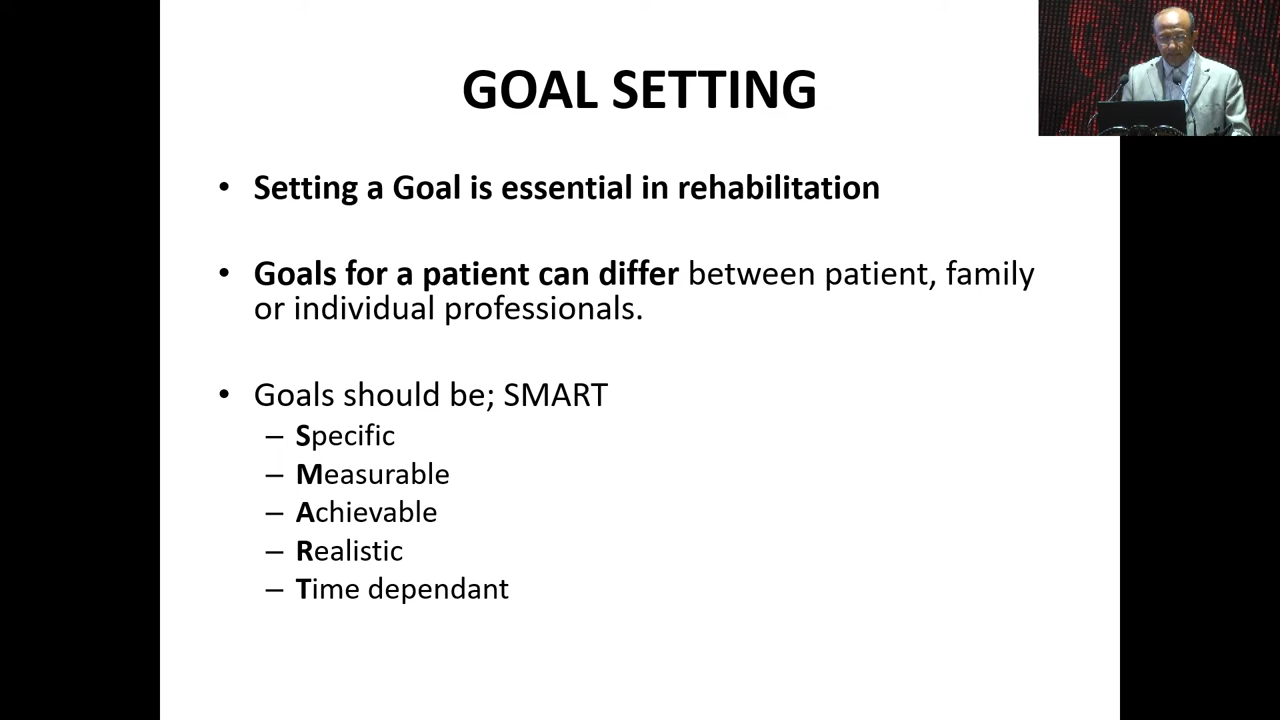 GOAL SETTING
• Setting a Goal is essential in rehabilitation
• Goals for a patient can differ between patient, family
or individual professionals.
• Goals should be; SMART
– Specific
– Measurable
– Achievable
– Realistic
– Time dependant